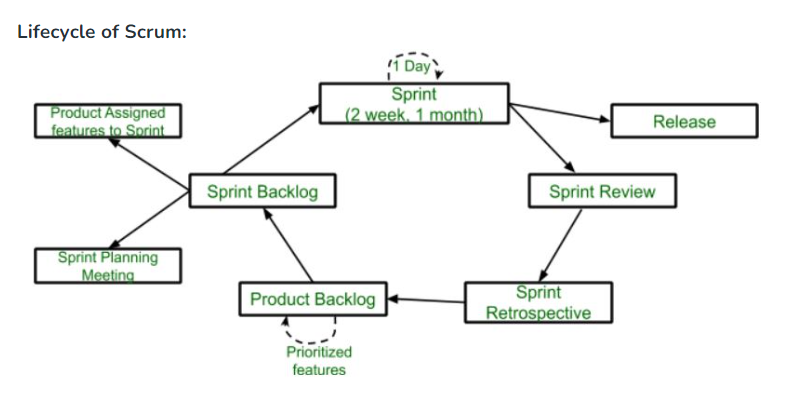 Lifecycle of Scrum:
1 Day
Sprint
(2 week, 1 month)
Product Assigned
features to Sprint
Release
Sprint Backlog
Sprint Review
Sprint Planning
Meeting
Product Backlog
Sprint
Retrospective
Prioritized
features